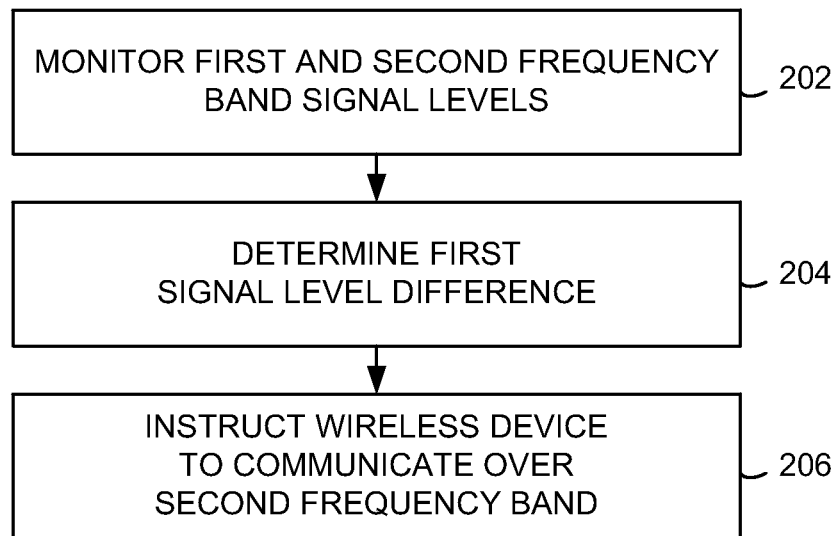 MONITOR FIRST AND SECOND FREQUENCY
BAND SIGNAL LEVELS
202
DETERMINE FIRST
SIGNAL LEVEL DIFFERENCE
204
INSTRUCT WIRELESS DEVICE
TO COMMUNICATE OVER
SECOND FREQUENCY BAND
206